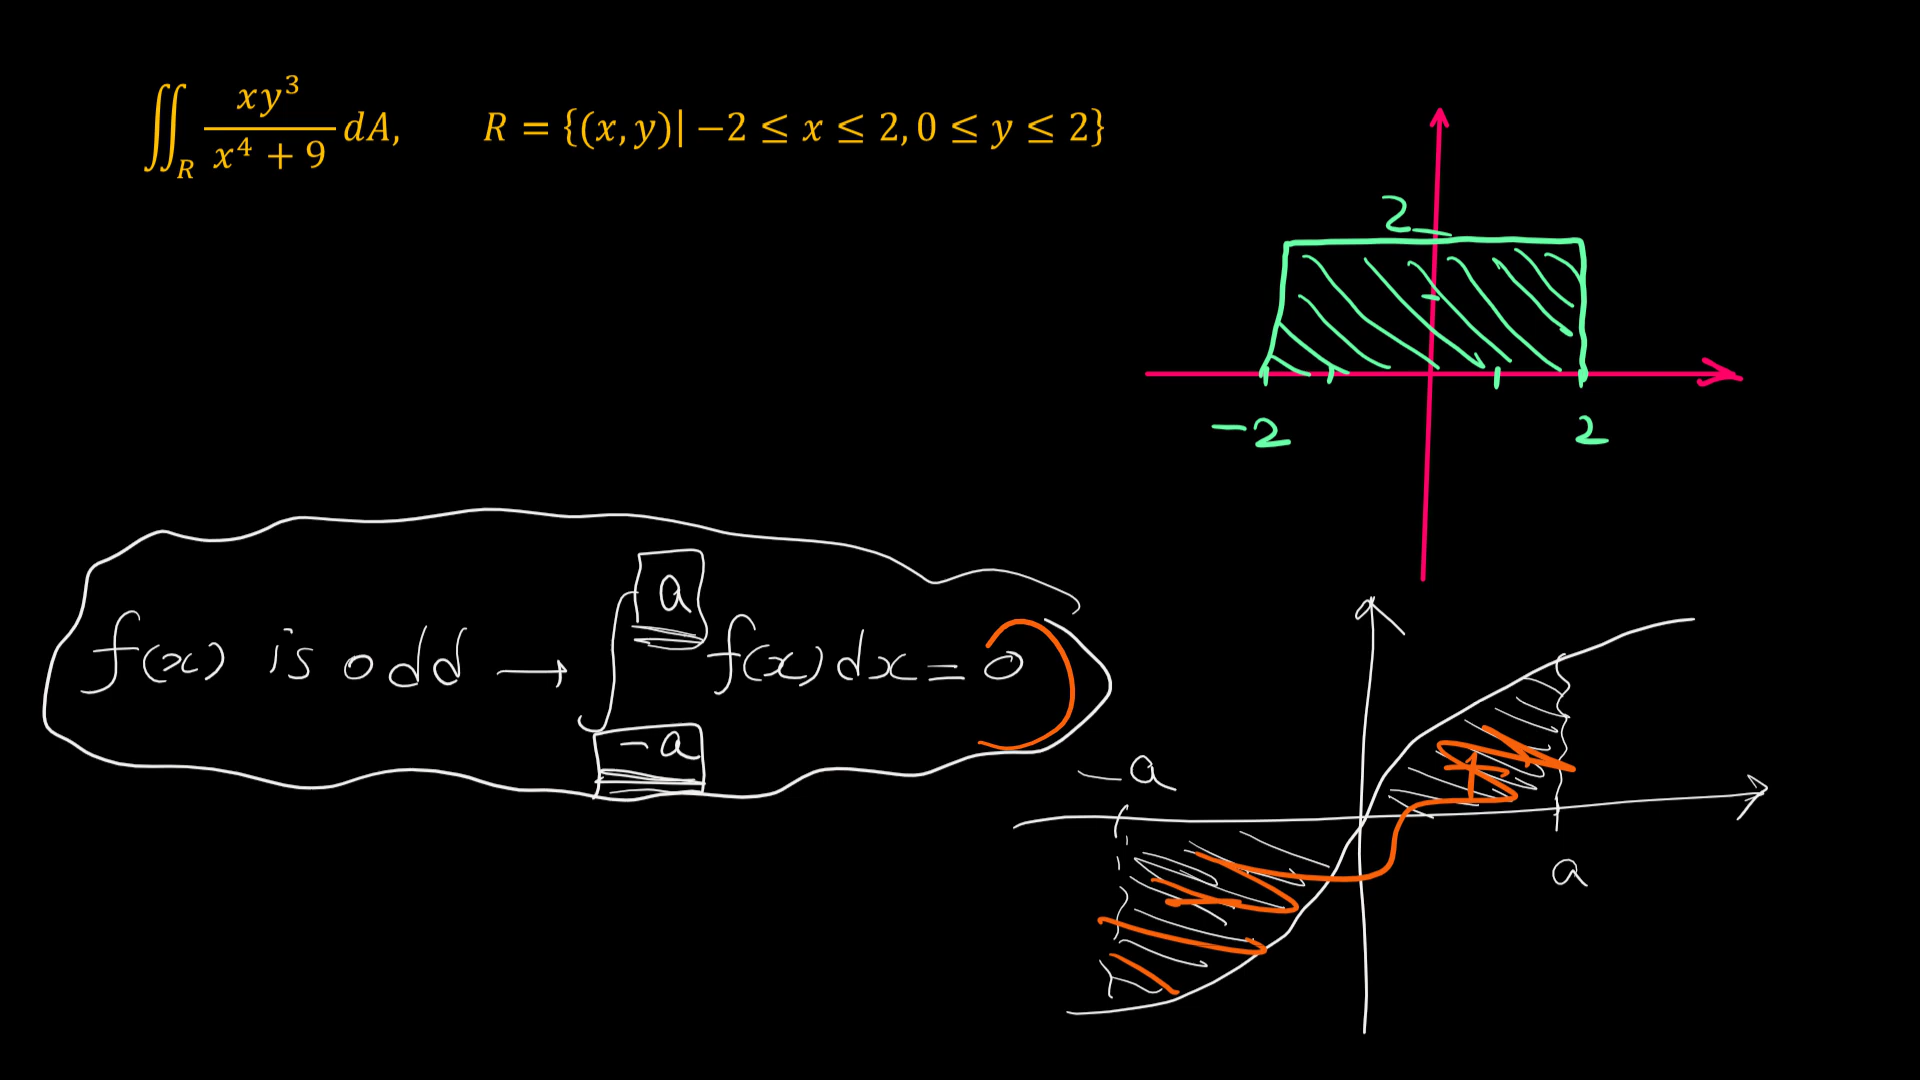 ∬_R xy³/(x⁴ + 9) dA, R = {(x, y)| −2 ≤ x ≤ 2, 0 ≤ y ≤ 2}
2
−2 2
f(x) is odd → ∫_{−a}^{a} f(x) dx = 0
−a
a